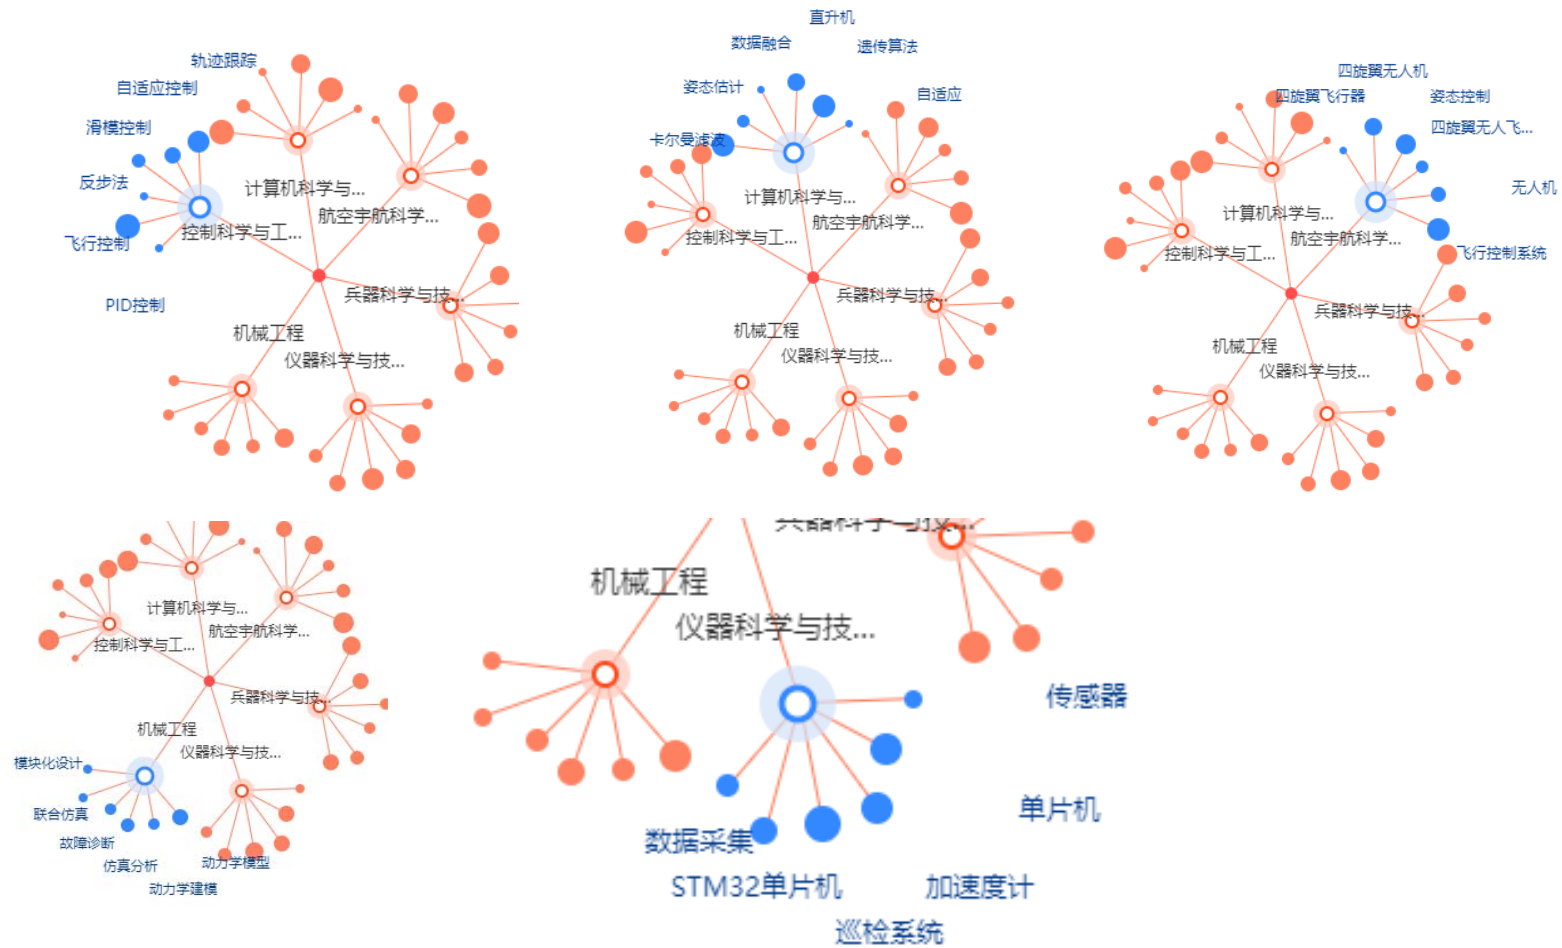 轨迹跟踪
自适应控制
滑模控制
反步法
飞行控制
PID控制
计算机科学与...
航空宇航科学...
控制科学与工...
兵器科学与技...
机械工程
仪器科学与技...
直升机
数据融合
遗传算法
姿态估计
自适应
卡尔曼滤波
计算机科学与...
航空宇航科学...
控制科学与工...
兵器科学与技...
机械工程
仪器科学与技...
四旋翼无人机
四旋翼飞行器
姿态控制
四旋翼无人飞...
无人机
飞行控制系统
计算机科学与...
航空宇航科学...
控制科学与工...
兵器科学与技...
机械工程
仪器科学与技...
计算机科学与...
航空宇航科学...
控制科学与工...
兵器科学与技...
机械工程
仪器科学与技...
模块化设计
联合仿真
故障诊断
仿真分析
动力学模型
动力学建模
兵器科学与技...
机械工程
仪器科学与技...
传感器
单片机
数据采集
STM32单片机
加速度计
巡检系统